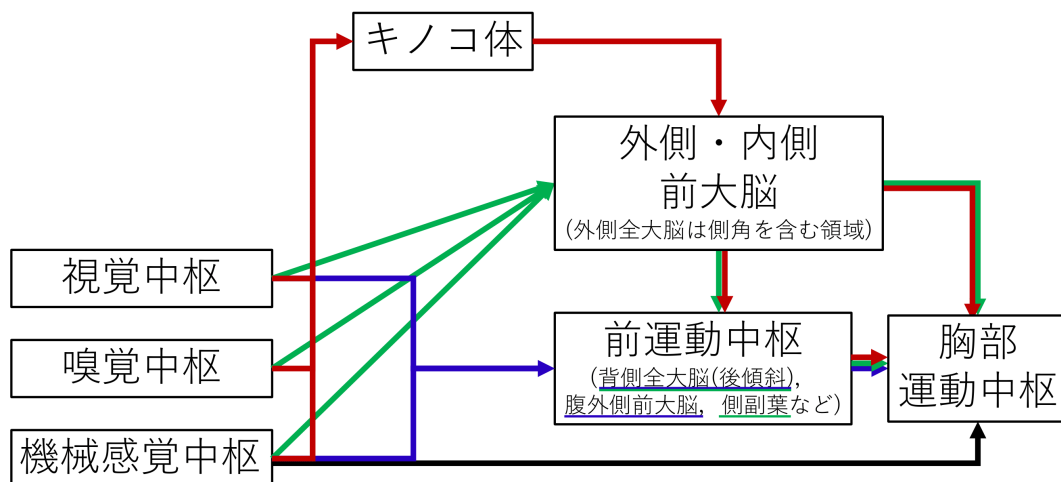 キノコ体
外側・内側
前大脳
(外側全大脳は側角を含む領域)
視覚中枢
嗅覚中枢
機械感覚中枢
前運動中枢
(背側全大脳(後傾斜),
腹外側前大脳, 側副葉など)
胸部
運動中枢